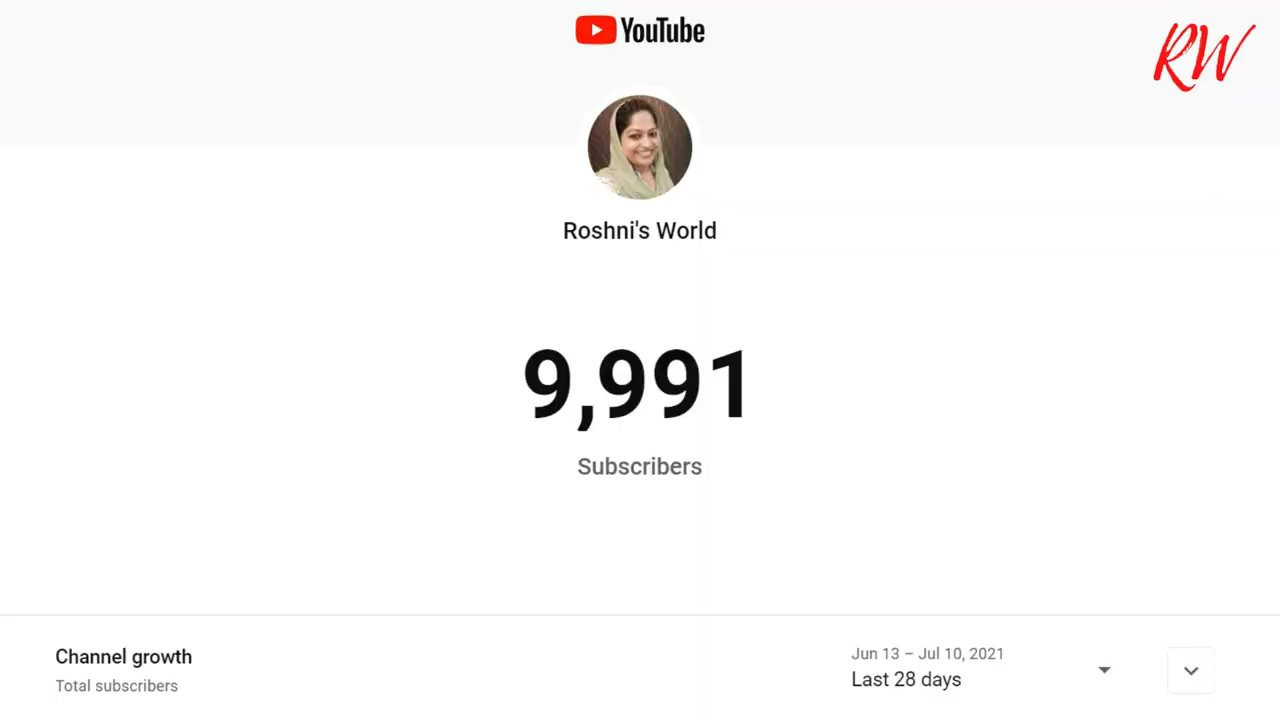 YouTube
RW
Roshni's World
9,991
Subscribers
Channel growth
Total subscribers
Jun 13 – Jul 10, 2021
Last 28 days